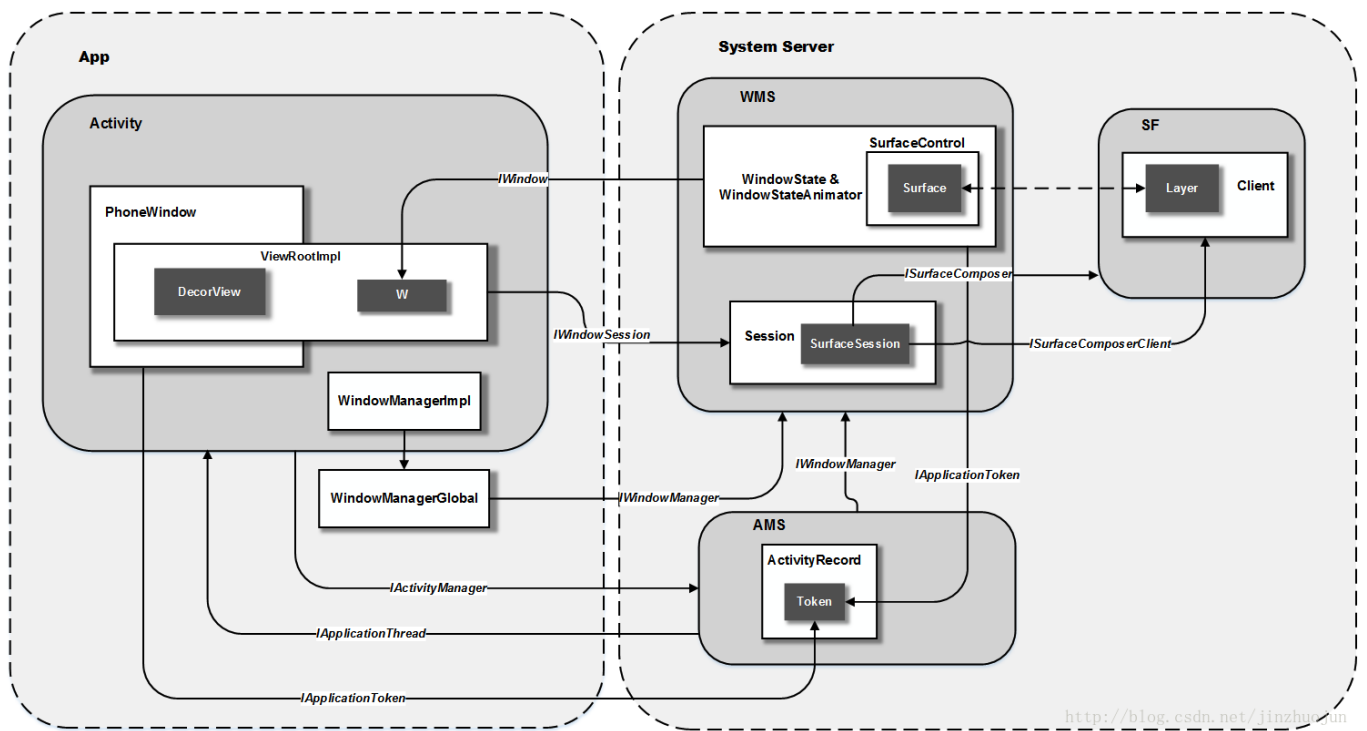 App
System Server
Activity
WMS
SF
SurfaceControl
WindowState &
WindowStateAnimator
Surface
Layer
Client
IWindow
PhoneWindow
ViewRootImpl
DecorView
W
ISurfaceComposer
IWindowSession
Session
SurfaceSession
ISurfaceComposerClient
WindowManagerImpl
WindowManagerGlobal
IWindowManager
IWindowManager
IApplicationToken
AMS
ActivityRecord
Token
IActivityManager
IApplicationThread
IApplicationToken
http://blog.csdn.net/jinzhuojun